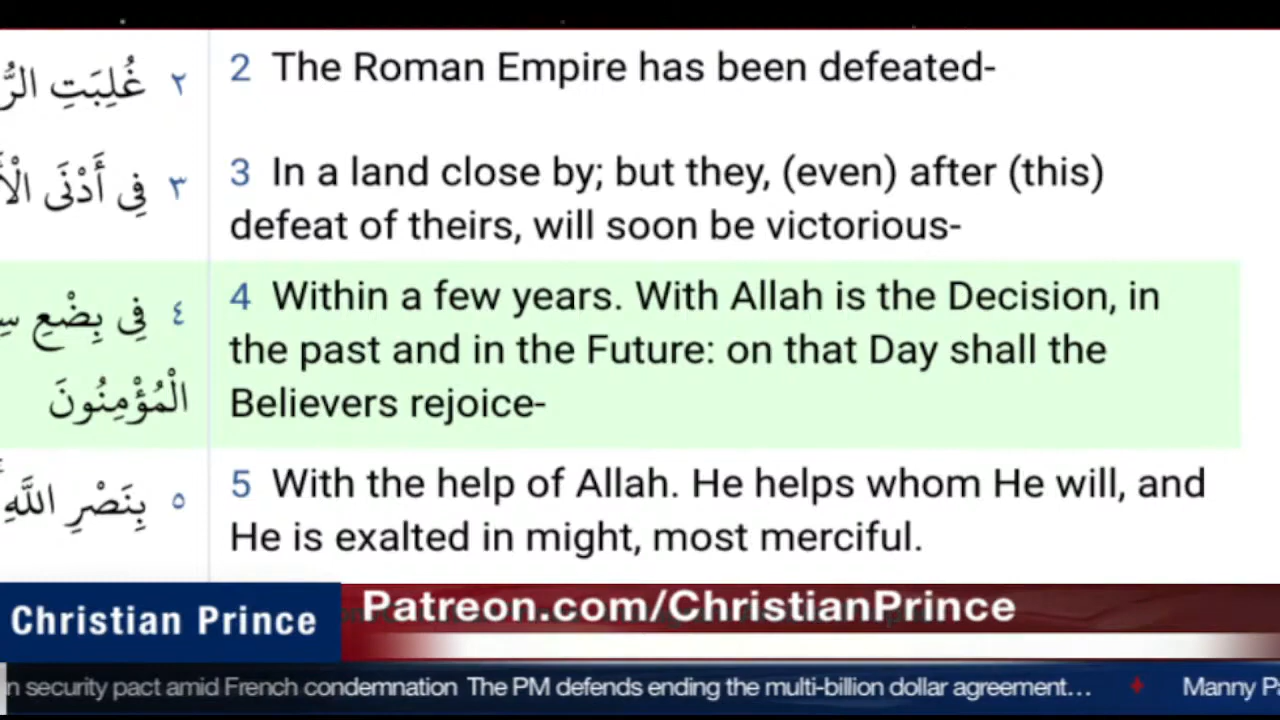 ٢ غُلِبَتِ
2 The Roman Empire has been defeated-
٣ فِى أَدْنَى
3 In a land close by; but they, (even) after (this)
defeat of theirs, will soon be victorious-
٤ فِى بِضْعِ
الْمُؤْمِنُونَ
4 Within a few years. With Allah is the Decision, in
the past and in the Future: on that Day shall the
Believers rejoice-
٥ بِنَصْرِ اللَّهِ
5 With the help of Allah. He helps whom He will, and
He is exalted in might, most merciful.
Christian Prince
Patreon.com/ChristianPrince
n security pact amid French condemnation The PM defends ending the multi-billion dollar agreement... Manny